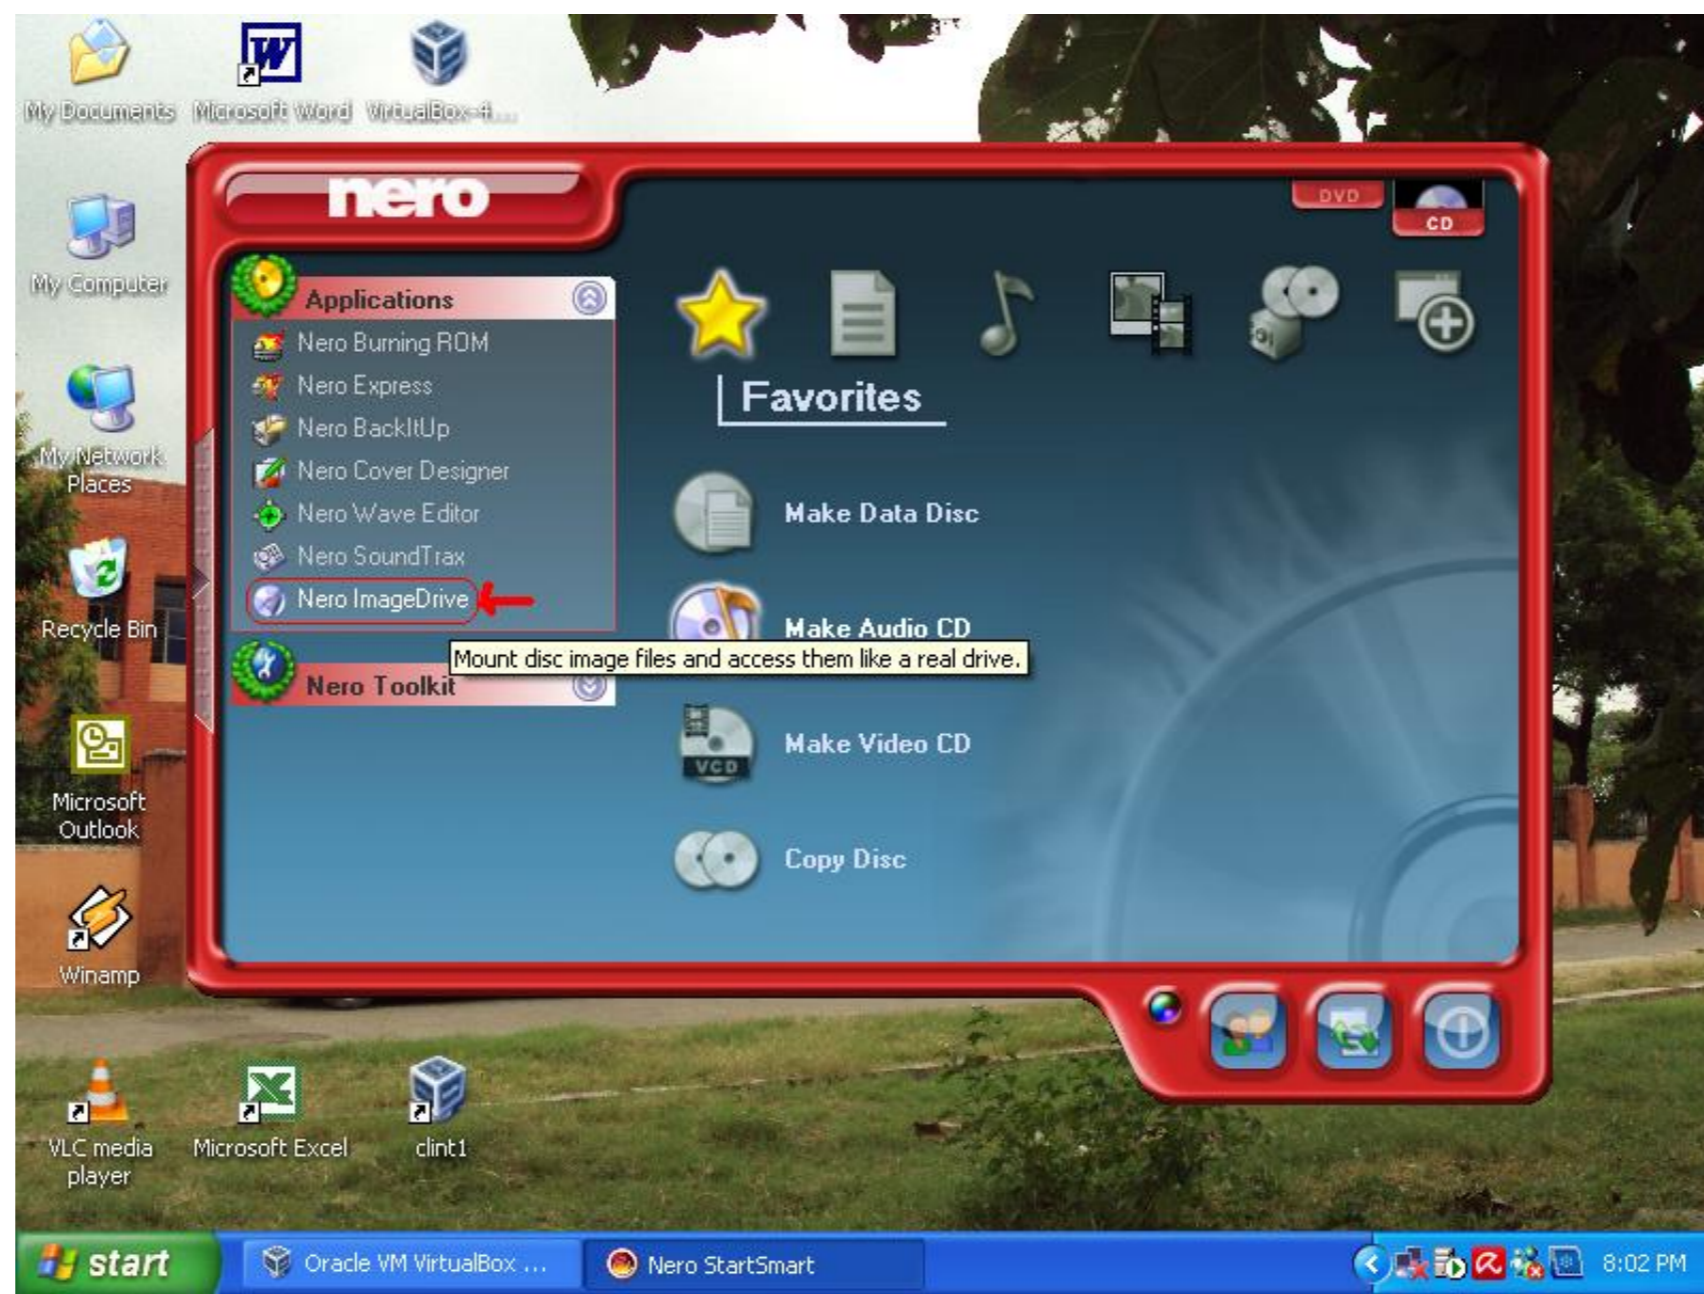 My Documents
Microsoft Word
VirtualBox-4....
nero
DVD
CD
My Computer
Applications
Nero Burning ROM
Nero Express
Nero BackItUp
Nero Cover Designer
Nero Wave Editor
Nero SoundTrax
Nero ImageDrive
Mount disc image files and access them like a real drive.
Nero Toolkit
Favorites
Make Data Disc
Make Audio CD
Make Video CD
VCD
Copy Disc
My Network
Places
Recycle Bin
Microsoft
Outlook
Winamp
VLC media
player
Microsoft Excel
clint1
start
Oracle VM VirtualBox ...
Nero StartSmart
8:02 PM